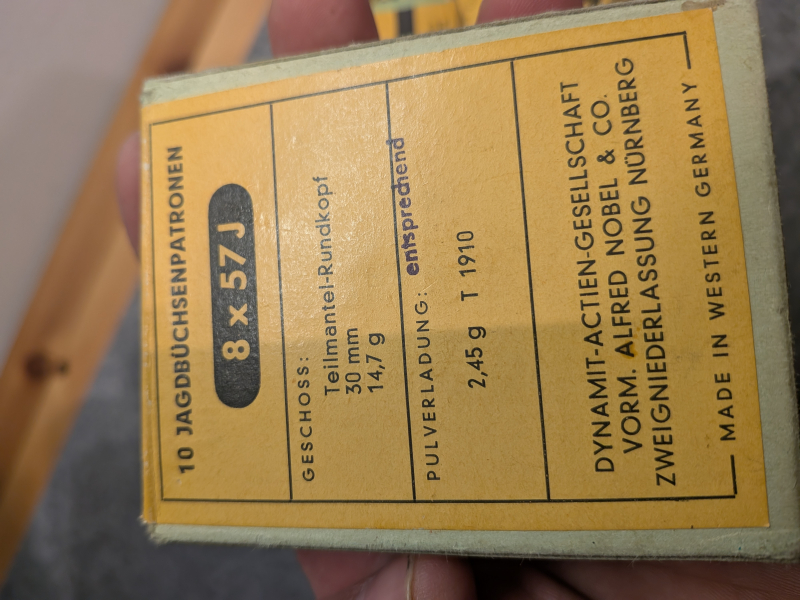 10 JAGDBÜCHSENPATRONEN
8 x 57 J
GESCHOSS:
Teilmantel-Rundkopf
30 mm
14,7 g
PULVERLADUNG: entsprechend
2,45 g T 1910
DYNAMIT-ACTIEN-GESELLSCHAFT
VORM. ALFRED NOBEL & CO.
ZWEIGNIEDERLASSUNG NÜRNBERG
MADE IN WESTERN GERMANY